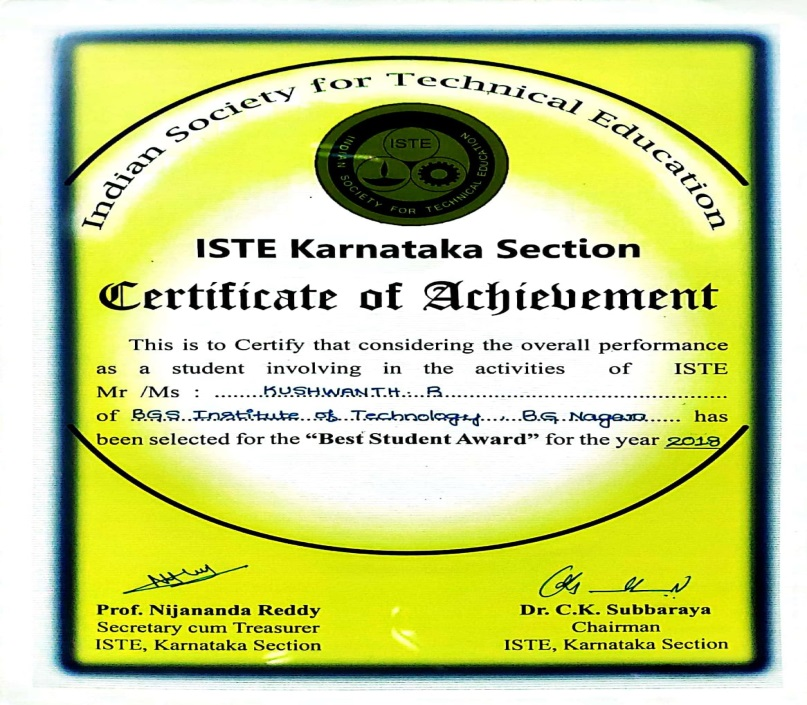 Indian Society for Technical Education
ISTE
INDIAN SOCIETY FOR TECHNICAL EDUCATION
ISTE Karnataka Section
Certificate of Achievement
This is to Certify that considering the overall performance
as a student involving in the activities of ISTE
Mr /Ms : ........KUSHWANTH. R.................................................
of BGS Institute of Technology, B.G. Nagara...... has
been selected for the “Best Student Award” for the year 2018
Prof. Nijananda Reddy
Secretary cum Treasurer
ISTE, Karnataka Section
Dr. C.K. Subbaraya
Chairman
ISTE, Karnataka Section